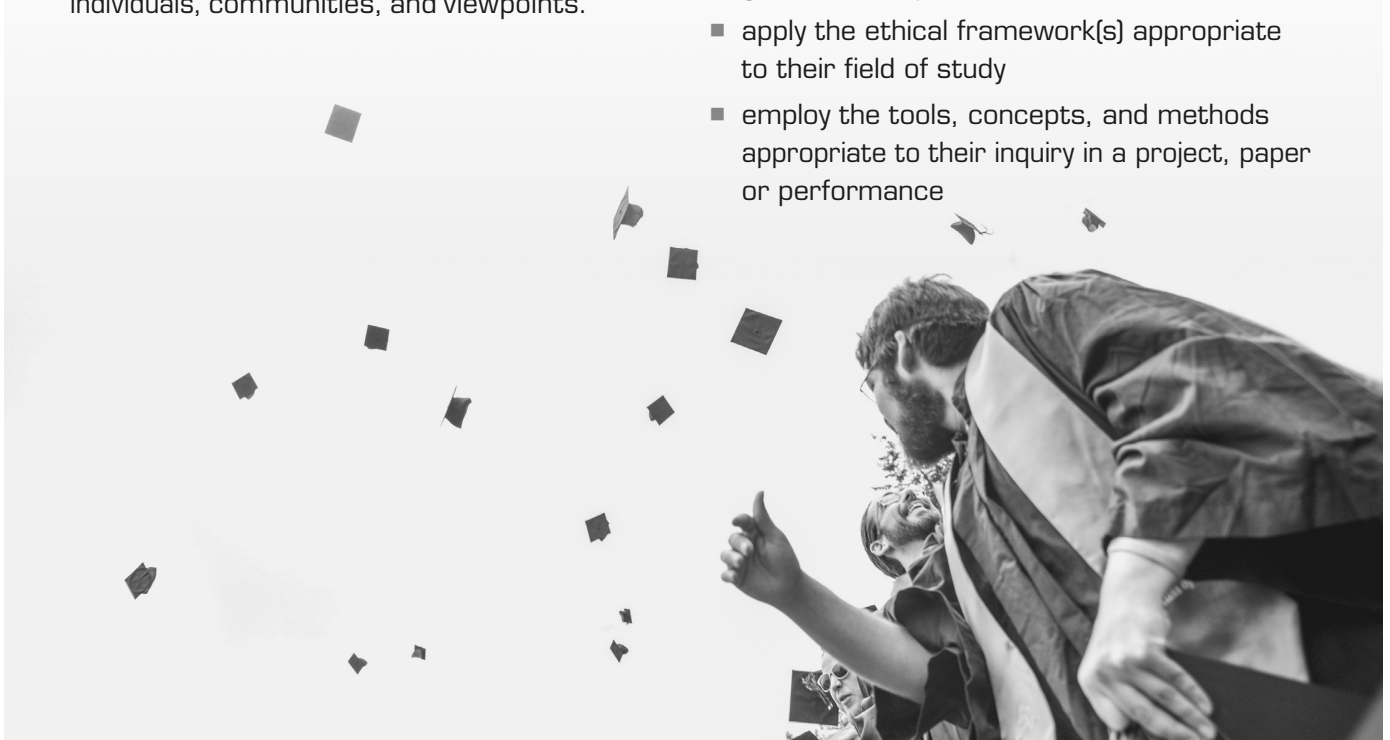 individuals, communities, and viewpoints.
apply the ethical framework(s) appropriate
to their field of study
employ the tools, concepts, and methods
appropriate to their inquiry in a project, paper
or performance